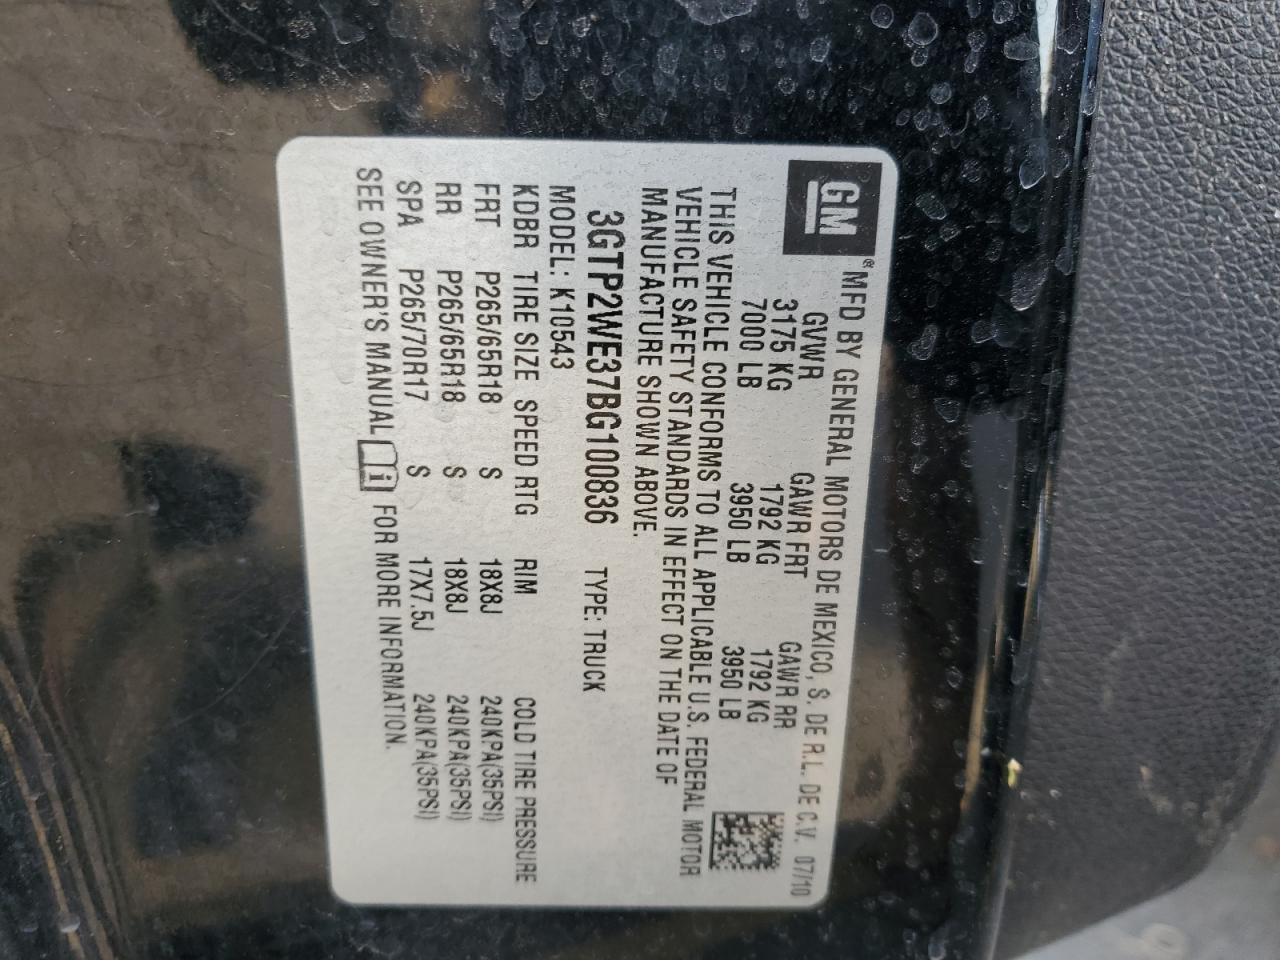 GM® MFD BY GENERAL MOTORS DE MEXICO, S. DE R.L. DE C.V. 07/10
GVWR GAWR FRT GAWR RR
3175 KG 1792 KG 1792 KG
7000 LB 3950 LB 3950 LB
THIS VEHICLE CONFORMS TO ALL APPLICABLE U.S. FEDERAL MOTOR
VEHICLE SAFETY STANDARDS IN EFFECT ON THE DATE OF
MANUFACTURE SHOWN ABOVE.
3GTP2WE37BG100836 TYPE: TRUCK
MODEL: K10543
KDBR TIRE SIZE SPEED RTG RIM COLD TIRE PRESSURE
FRT P265/65R18 S 18X8J 240KPA(35PSI)
RR P265/65R18 S 18X8J 240KPA(35PSI)
SPA P265/70R17 S 17X7.5J 240KPA(35PSI)
SEE OWNER'S MANUAL i FOR MORE INFORMATION.